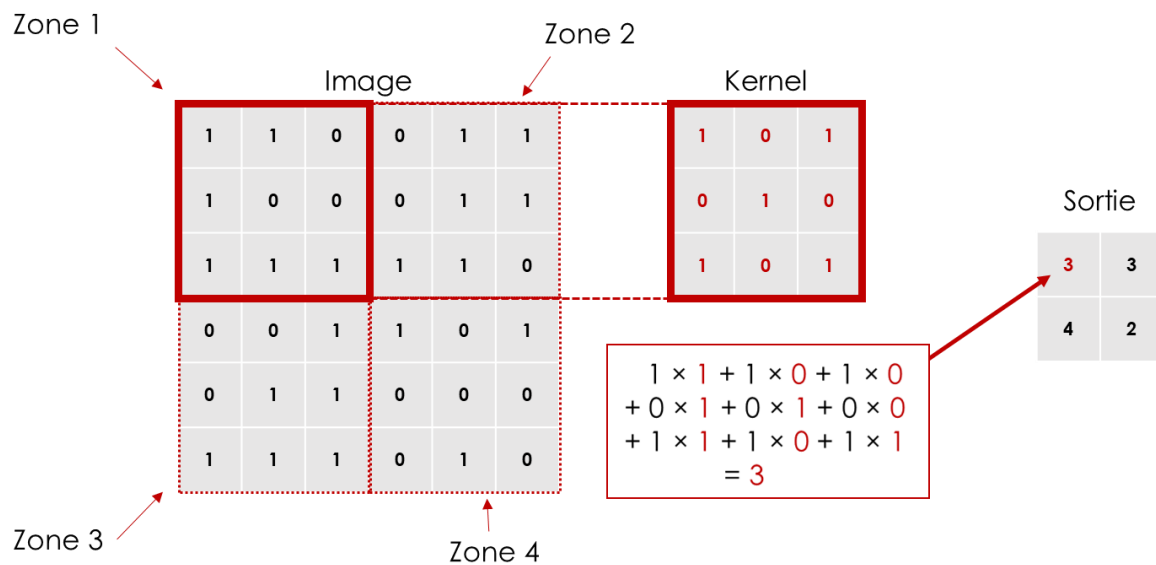 Zone 1
Zone 2
Image
Kernel
1 1 0 0 1 1
1 0 0 0 1 1
1 1 1 1 1 0
0 0 1 1 0 1
0 1 1 0 0 0
1 1 1 0 1 0
1 0 1
0 1 0
1 0 1
Sortie
3 3
4 2
1 × 1 + 1 × 0 + 1 × 0
+ 0 × 1 + 0 × 1 + 0 × 0
+ 1 × 1 + 1 × 0 + 1 × 1
= 3
Zone 3
Zone 4